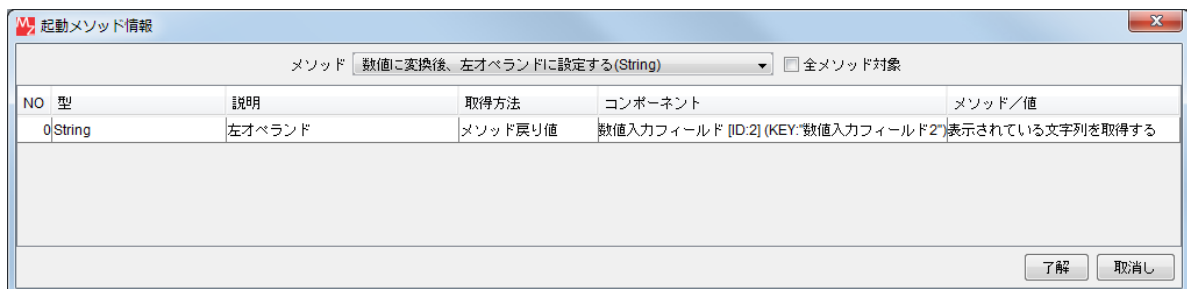 起動メソッド情報
メソッド 数値に変換後、左オペランドに設定する(String) 全メソッド対象
NO 型 説明 取得方法 コンポーネント メソッド／値
0 String 左オペランド メソッド戻り値 数値入力フィールド [ID:2] (KEY:"数値入力フィールド2") 表示されている文字列を取得する
了解 取消し